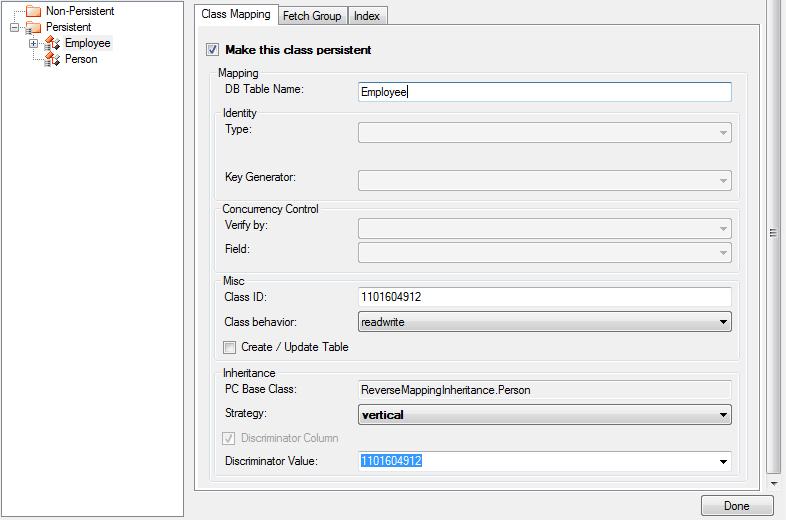 Non-Persistent
Persistent
Employee
Person
Class Mapping Fetch Group Index
Make this class persistent
Mapping
DB Table Name: Employee
Identity
Type:
Key Generator:
Concurrency Control
Verify by:
Field:
Misc
Class ID: 1101604912
Class behavior: readwrite
Create / Update Table
Inheritance
PC Base Class: ReverseMappingInheritance.Person
Strategy: vertical
Discriminator Column
Discriminator Value: 1101604912
Done